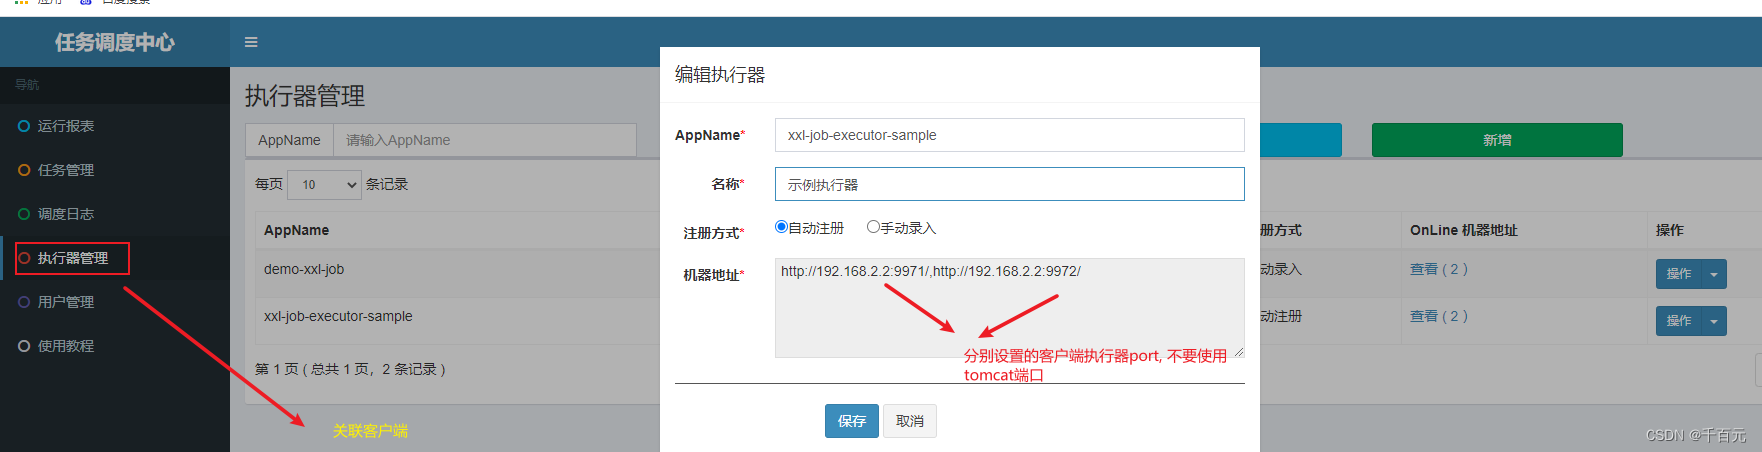 应用
百度搜索
任务调度中心
导航
运行报表
任务管理
调度日志
执行器管理
用户管理
使用教程
执行器管理
AppName
请输入AppName
新增
每页 10 条记录
AppName
册方式
OnLine 机器地址
操作
demo-xxl-job
动录入
查看 ( 2 )
操作
xxl-job-executor-sample
动注册
查看 ( 2 )
操作
第 1 页 ( 总共 1 页，2 条记录 )
关联客户端
编辑执行器
AppName*
xxl-job-executor-sample
名称*
示例执行器
注册方式*
自动注册
手动录入
机器地址*
http://192.168.2.2:9971/,http://192.168.2.2:9972/
分别设置的客户端执行器port, 不要使用
tomcat端口
保存
取消
CSDN @千百元